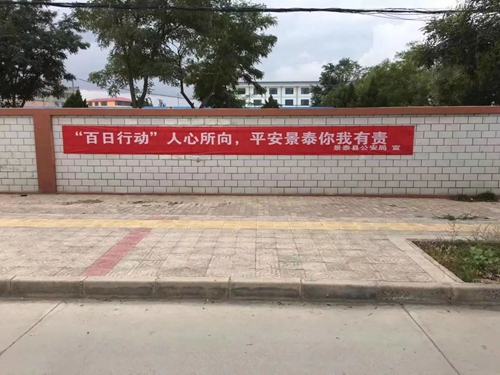 “百日行动”人心所向，平安景泰你我有责
景泰县公安局 宣